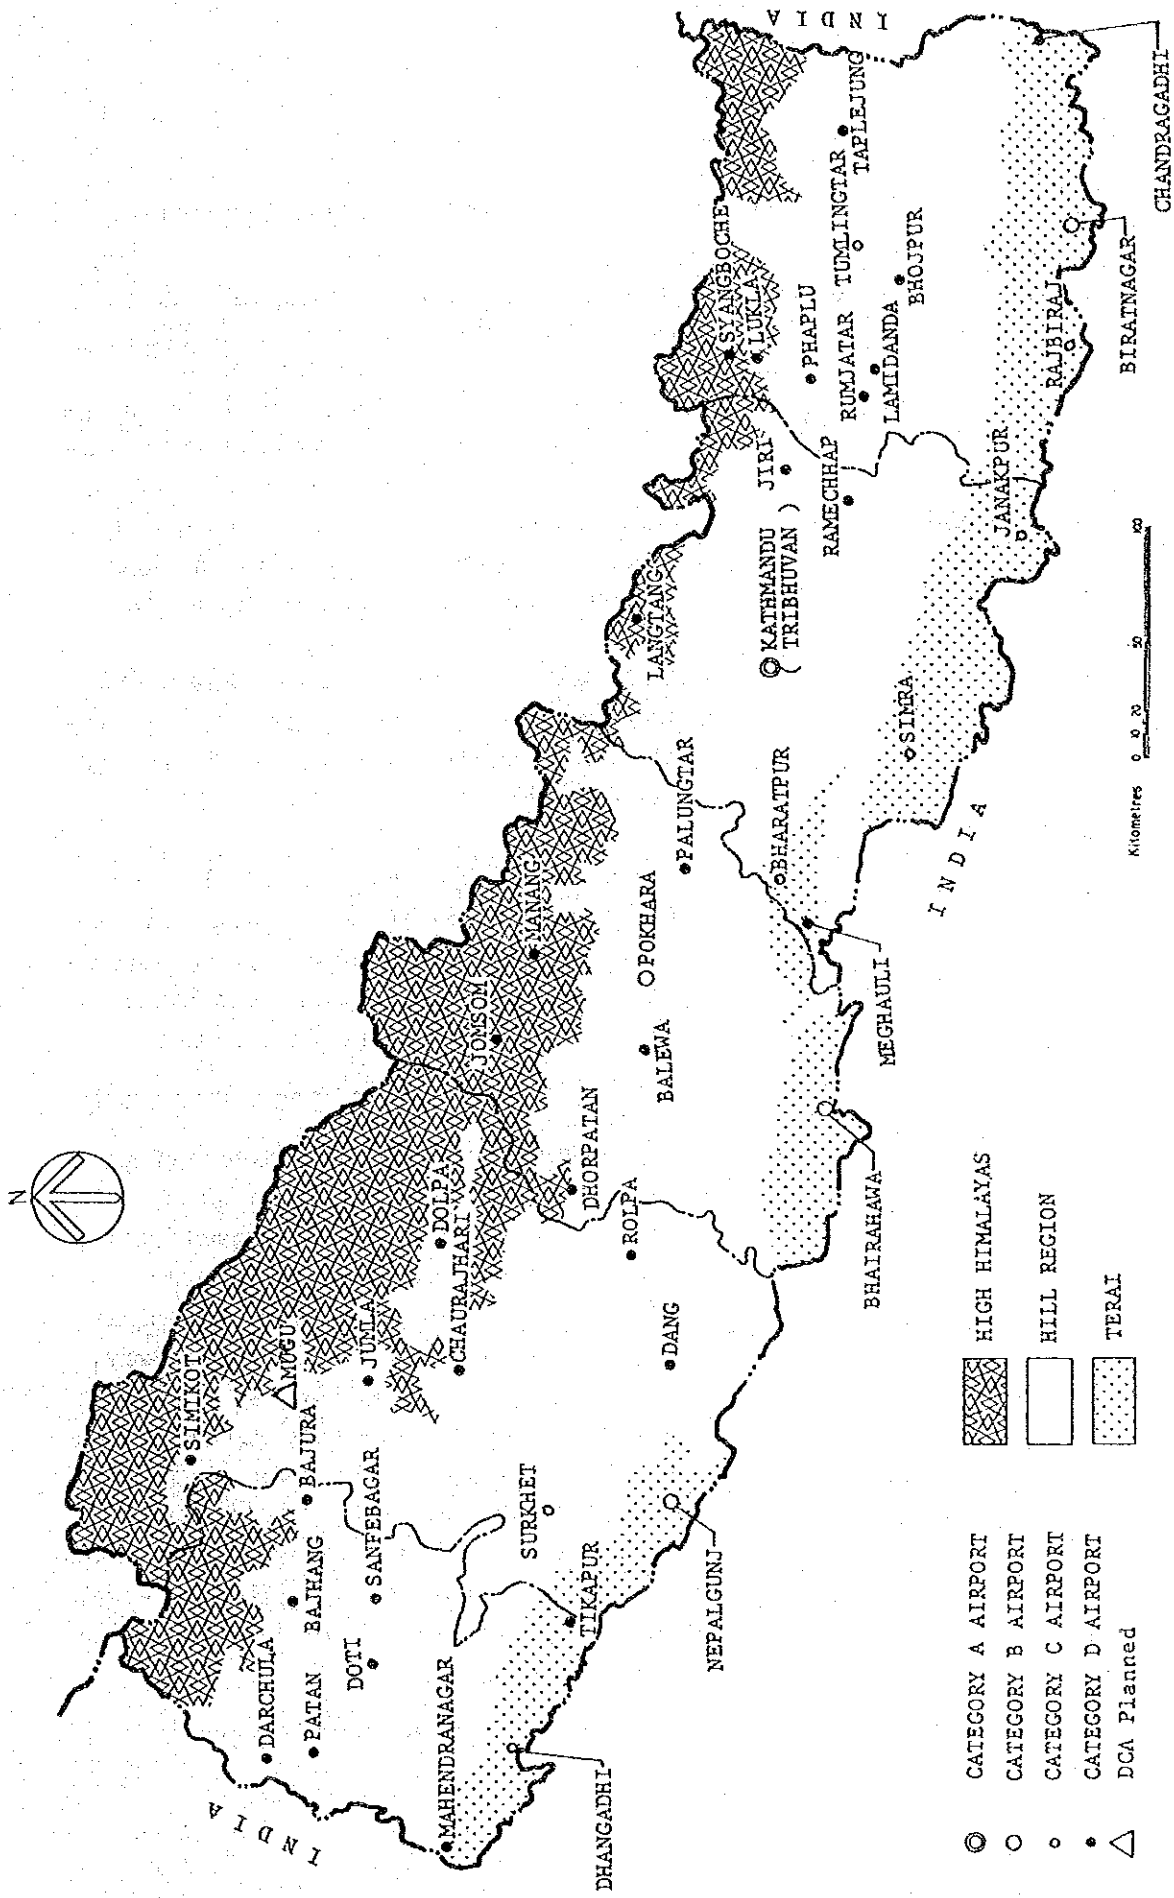 N
INDIA
SIMIKOT
MUGU
DARCHULA
BAJURA
PATAN
BAJHANG
JUMLA
DOTI
SANFEBAGAR
DOLPA
CHAURAJHARI
MAHENDRANAGAR
SURKHET
DHANGADHI
TIKAPUR
NEPALGUNJ
DANG
ROLPA
DHORPATAN
JOMSOM
MANANG
BALEWA
POKHARA
PALUNGTAR
LANGTANG
BHARATPUR
MEGHAULI
BHAIRAHAWA
KATHMANDU
( TRIBHUVAN )
SIMRA
INDIA
JIRI
RAMECHHAP
JANAKPUR
SYANGBOCHE
LUKLA
PHAPLU
RUMJATAR
TUMLINGTAR
TAPLEJUNG
LAMIDANDA
BHOJPUR
RAJBIRAJ
BIRATNAGAR
CHANDRAGADHI
INDIA
CATEGORY A AIRPORT
CATEGORY B AIRPORT
CATEGORY C AIRPORT
CATEGORY D AIRPORT
DCA Planned
HIGH HIMALAYAS
HILL REGION
TERAI
Kilometres 0 10 20 50 100